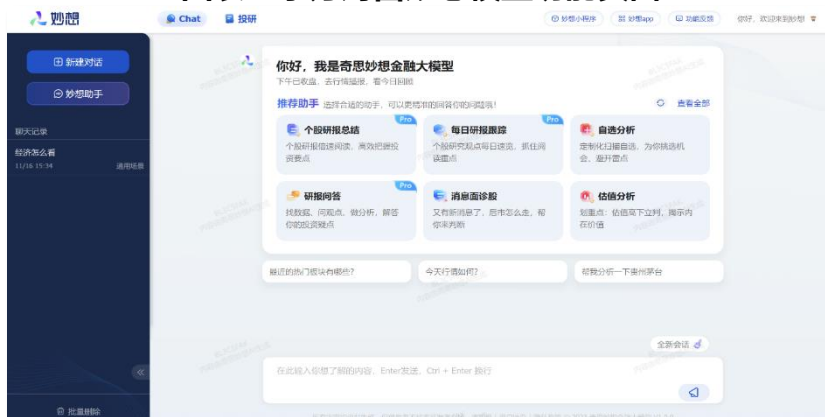 妙想
Chat
投研
妙想小程序
妙想app
功能反馈
你好，欢迎来到妙想
新建对话
妙想助手
聊天记录
经济怎么看
11/16 15:34
通用场景
批量删除
你好，我是奇思妙想金融大模型
下午已收盘，去行情播报，看今日回顾
推荐助手 选择合适的助手，可以更精准的回答你的问题哦！
查看全部
个股研报总结
Pro
个股研报倍速阅读，高效把握投
资要点
每日研报跟踪
Pro
个股研究观点每日速览，抓住阅
读重点
自选分析
定制化扫描自选，为你挑选机
会，避开雷点
研报问答
Pro
找数据、问观点、做分析，解答
你的投资疑点
消息面诊股
又有新消息了，后市怎么走，帮
你来判断
估值分析
划重点：估值高下立判，揭示内
在价值
最近的热门板块有哪些？
今天行情如何？
帮我分析一下贵州茅台
全新会话
在此输入你想了解的内容，Enter发送，Ctrl + Enter 换行